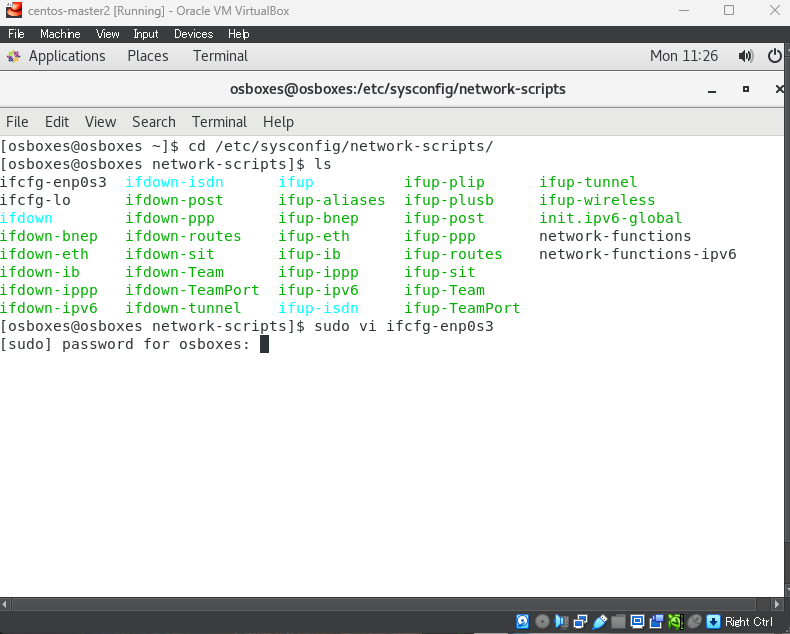 centos-master2 [Running] - Oracle VM VirtualBox
File Machine View Input Devices Help
Applications Places Terminal Mon 11:26
osboxes@osboxes:/etc/sysconfig/network-scripts
File Edit View Search Terminal Help
[osboxes@osboxes ~]$ cd /etc/sysconfig/network-scripts/
[osboxes@osboxes network-scripts]$ ls
ifcfg-enp0s3 ifdown-isdn ifup ifup-plip ifup-tunnel
ifcfg-lo ifdown-post ifup-aliases ifup-plusb ifup-wireless
ifdown ifdown-ppp ifup-bnep ifup-post init.ipv6-global
ifdown-bnep ifdown-routes ifup-eth ifup-ppp network-functions
ifdown-eth ifdown-sit ifup-ib ifup-routes network-functions-ipv6
ifdown-ib ifdown-Team ifup-ippp ifup-sit
ifdown-ippp ifdown-TeamPort ifup-ipv6 ifup-Team
ifdown-ipv6 ifdown-tunnel ifup-isdn ifup-TeamPort
[osboxes@osboxes network-scripts]$ sudo vi ifcfg-enp0s3
[sudo] password for osboxes:
Right Ctrl